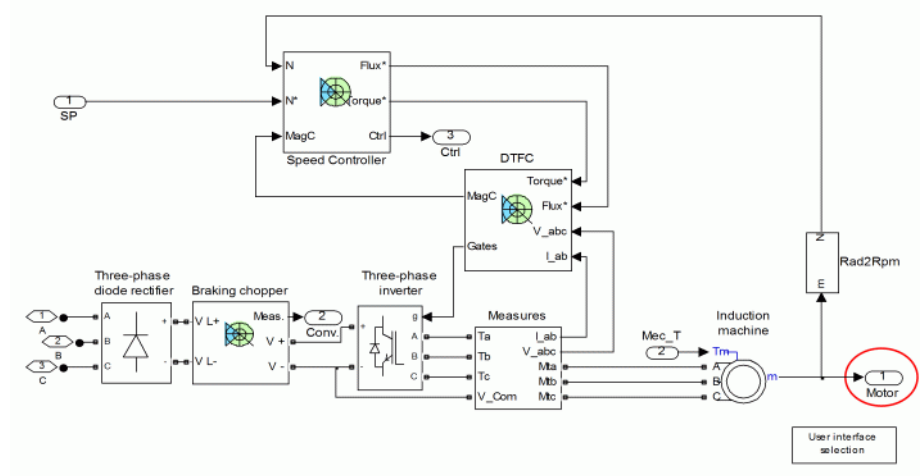 N
Flux*
1
SP
N*
Torque*
MagC
Ctrl
3
Ctrl
Speed Controller
DTFC
Torque*
MagC
Flux*
V_abc
Gates
I_ab
N
E
Rad2Rpm
Three-phase
diode rectifier
Braking chopper
Three-phase
inverter
Measures
Induction
machine
1
A
A
+
V L+
Meas.
2
Conv.
g
+
V +
A
Ta
I_ab
Mec_T
2
Tm
2
B
B
B
Tb
V_abc
Mta
A
3
C
C
-
V L-
V -
-
C
Tc
Mtb
B
m
1
Motor
V_Com
Mtc
C
User interface
selection